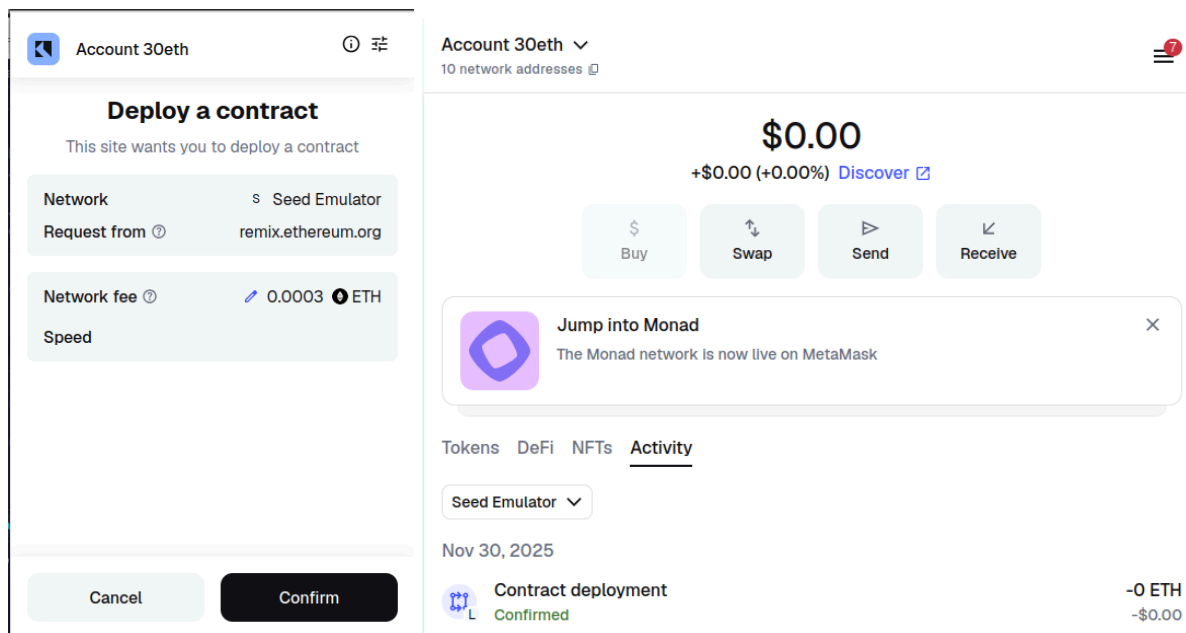 Account 30eth
Deploy a contract
This site wants you to deploy a contract
Network S Seed Emulator
Request from remix.ethereum.org
Network fee 0.0003 ETH
Speed
Cancel Confirm
Account 30eth
10 network addresses
7
$0.00
+$0.00 (+0.00%) Discover
$ Buy
Swap
Send
Receive
Jump into Monad
The Monad network is now live on MetaMask
Tokens DeFi NFTs Activity
Seed Emulator
Nov 30, 2025
Contract deployment -0 ETH
L Confirmed -$0.00